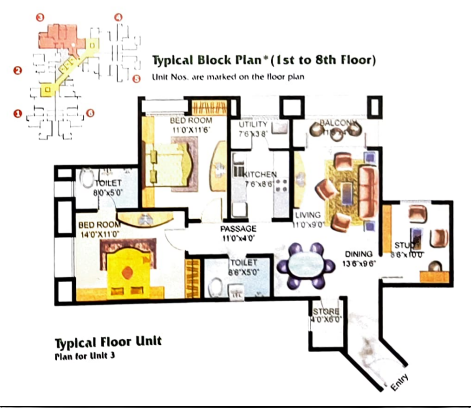 3
4
2
5
1
6
Typical Block Plan*(1st to 8th Floor)
Unit Nos. are marked on the floor plan
BED ROOM
11'0"X11'6"
UTILITY
7'6"X3'8"
BALCONY
KITCHEN
7'6"X8'6"
TOILET
8'0"X5'0"
LIVING
11'0"X9'0"
BED ROOM
14'0"X11'0"
PASSAGE
11'0"X4'0"
STUDY
8'6"X10'0"
DINING
13'6"X9'6"
TOILET
8'6"X5'0"
STORE
4'0"X6'0"
Typical Floor Unit
Plan for Unit 3
Entry